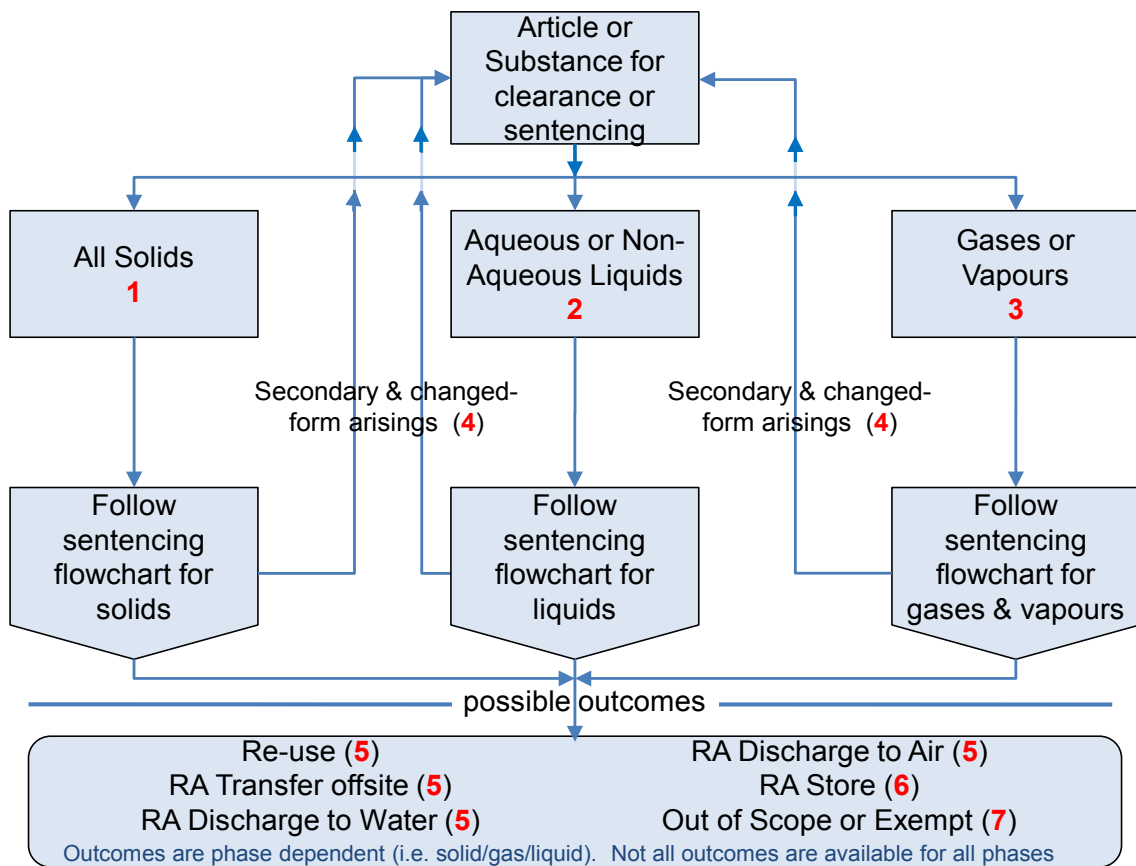 Article or
Substance for
clearance or
sentencing
All Solids
1
Aqueous or Non-
Aqueous Liquids
2
Gases or
Vapours
3
Secondary & changed-
form arisings (4)
Secondary & changed-
form arisings (4)
Follow
sentencing
flowchart for
solids
Follow
sentencing
flowchart for
liquids
Follow
sentencing
flowchart for
gases & vapours
possible outcomes
Re-use (5)
RA Transfer offsite (5)
RA Discharge to Water (5)
RA Discharge to Air (5)
RA Store (6)
Out of Scope or Exempt (7)
Outcomes are phase dependent (i.e. solid/gas/liquid). Not all outcomes are available for all phases